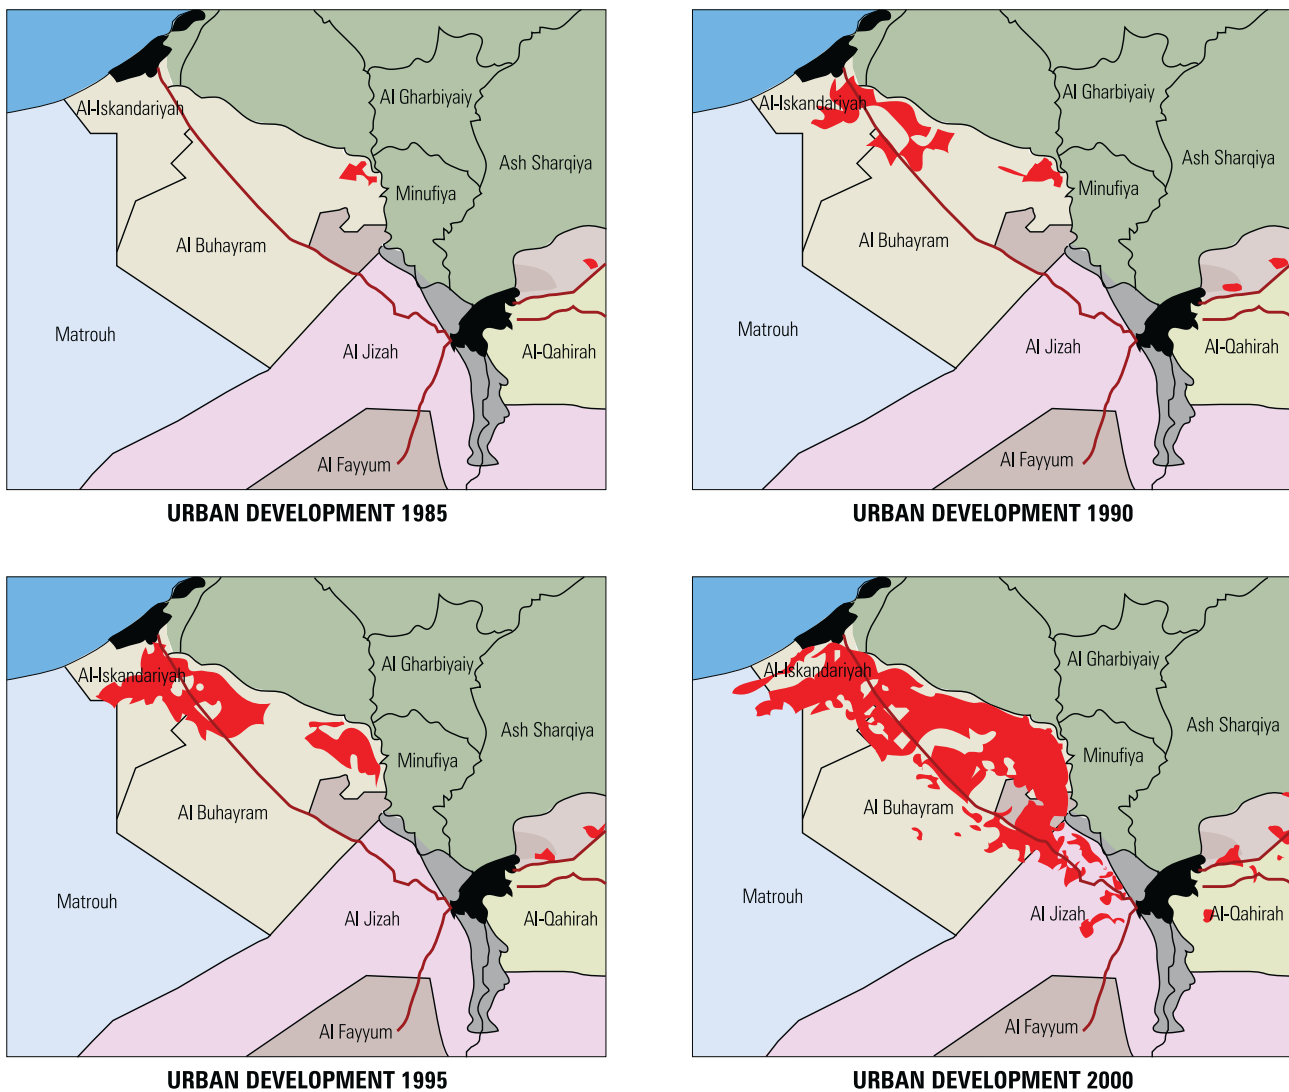 Al Gharbiyaiy
Al-Iskandariyah
Ash Sharqiya
Minufiya
Al Buhayram
Matrouh
Al Jizah
Al-Qahirah
Al Fayyum
URBAN DEVELOPMENT 1985
Al Gharbiyaiy
Al-Iskandariyah
Ash Sharqiya
Minufiya
Al Buhayram
Matrouh
Al Jizah
Al-Qahirah
Al Fayyum
URBAN DEVELOPMENT 1990
Al Gharbiyaiy
Al-Iskandariyah
Ash Sharqiya
Minufiya
Al Buhayram
Matrouh
Al Jizah
Al-Qahirah
Al Fayyum
URBAN DEVELOPMENT 1995
Al Gharbiyaiy
Al-Iskandariyah
Ash Sharqiya
Minufiya
Al Buhayram
Matrouh
Al Jizah
Al-Qahirah
Al Fayyum
URBAN DEVELOPMENT 2000